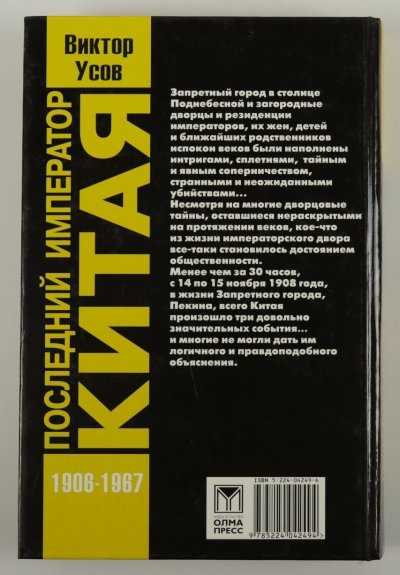 Виктор
Усов
ПОСЛЕДНИЙ ИМПЕРАТОР
КИТАЯ
1906-1967
Запретный город в столице
Поднебесной и загородные
дворцы и резиденции
императоров, их жен, детей
и ближайших родственников
испокон веков были наполнены
интригами, сплетнями, тайным
и явным соперничеством,
странными и неожиданными
убийствами...
Несмотря на многие дворцовые
тайны, оставшиеся нераскрытыми
на протяжении веков, кое-что
из жизни императорского двора
все-таки становилось достоянием
общественности.
Менее чем за 30 часов,
с 14 по 15 ноября 1908 года,
в жизни Запретного города,
Пекина, всего Китая
произошло три довольно
значительных события...
и многие не могли дать им
логичного и правдоподобного
объяснения.
ИЗДАТЕЛЬСТВО
ОЛМА
ПРЕСС
ISBN 5-224-04249-6
9 785224 042494 >